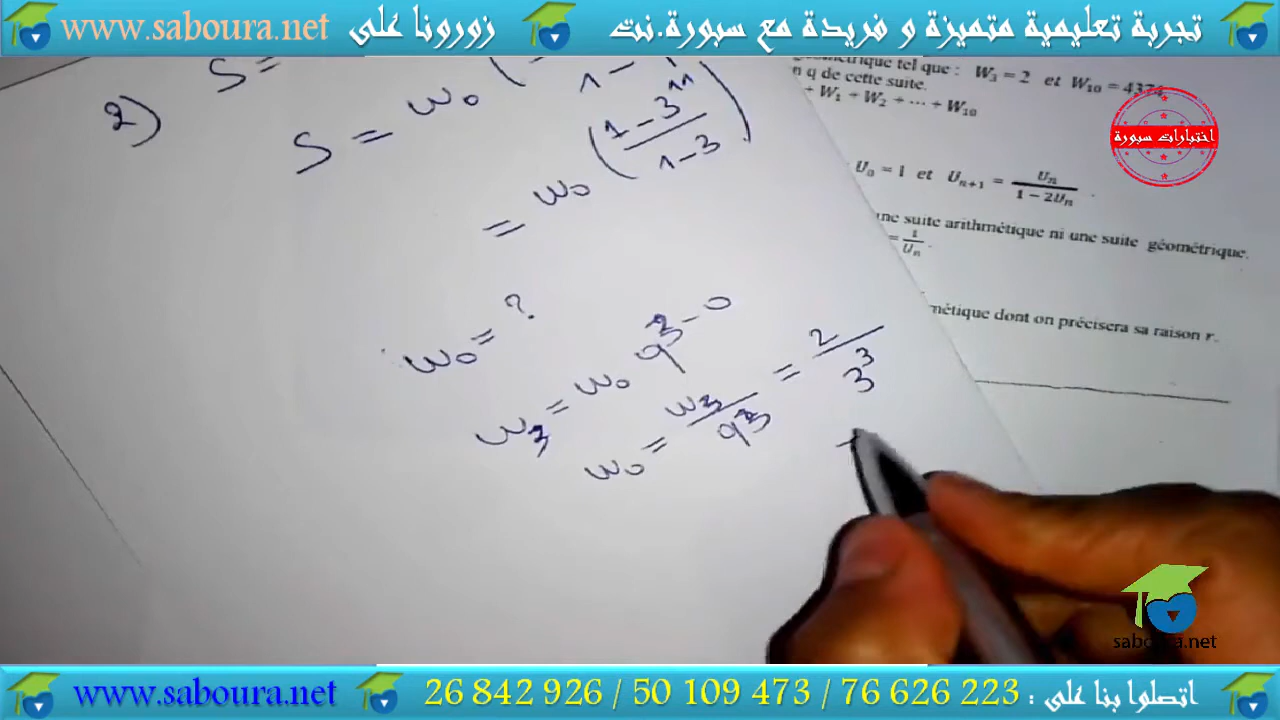 www.saboura.net زورونا على تجربة تعليمية متميزة و فريدة مع سبورة.نت
2)
S =
S = w₀ (
1 -
= w₀ (1 - 3¹¹ / 1 - 3)
w₀ = ?
w₃ = w₀ q³⁻⁰
w₀ = w₃ / q³ = 2 / 3³
métrique tel que : W₃ = 2 et W₁₀ = 4374
n q de cette suite.
+ W₁ + W₂ + ··· + W₁₀
U₀ = 1 et Uₙ₊₁ = Uₙ / 1 − 2Uₙ .
une suite arithmétique ni une suite géométrique.
= 1 / Uₙ .
métique dont on précisera sa raison r.
اختبارات سبورة
saboura.net
www.saboura.net 26 842 926 / 50 109 473 / 76 626 223 : اتصلوا بنا على